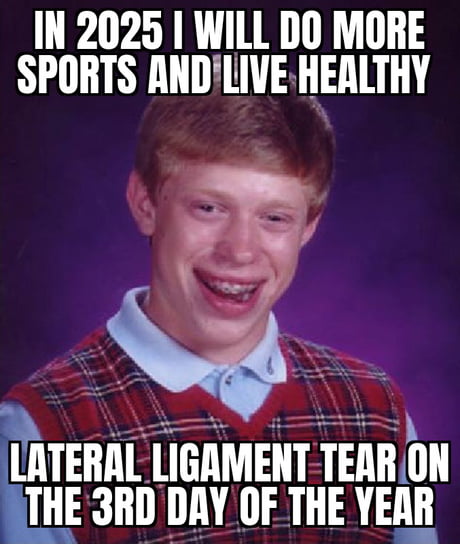 IN 2025 I WILL DO MORE
SPORTS AND LIVE HEALTHY
LATERAL LIGAMENT TEAR ON
THE 3RD DAY OF THE YEAR